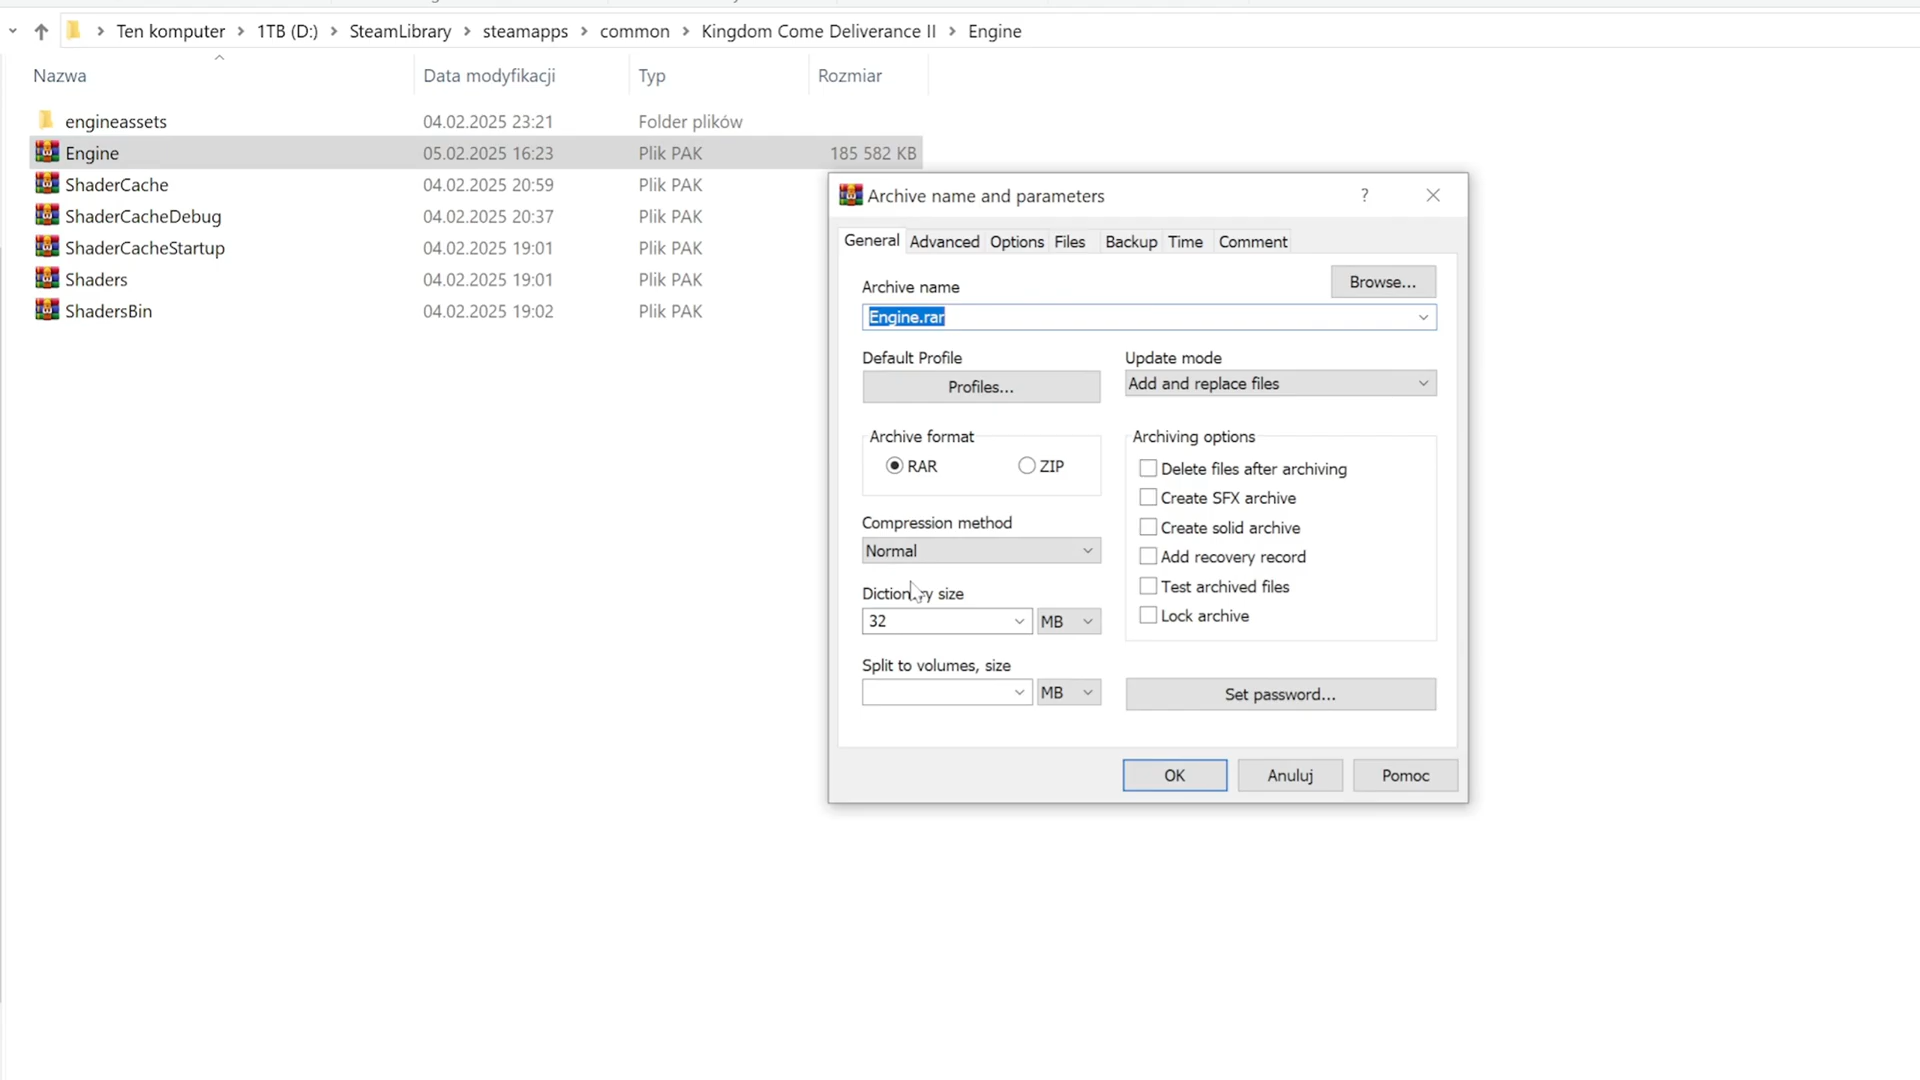 Ten komputer > 1TB (D:) > SteamLibrary > steamapps > common > Kingdom Come Deliverance II > Engine
Nazwa Data modyfikacji Typ Rozmiar
engineassets 04.02.2025 23:21 Folder plików
Engine 05.02.2025 16:23 Plik PAK 185 582 KB
ShaderCache 04.02.2025 20:59 Plik PAK
ShaderCacheDebug 04.02.2025 20:37 Plik PAK
ShaderCacheStartup 04.02.2025 19:01 Plik PAK
Shaders 04.02.2025 19:01 Plik PAK
ShadersBin 04.02.2025 19:02 Plik PAK
Archive name and parameters ?
General Advanced Options Files Backup Time Comment
Archive name
Browse...
Engine.rar
Default Profile
Profiles...
Update mode
Add and replace files
Archive format
RAR ZIP
Compression method
Normal
Dictionary size
32 MB
Split to volumes, size
MB
Archiving options
Delete files after archiving
Create SFX archive
Create solid archive
Add recovery record
Test archived files
Lock archive
Set password...
OK Anuluj Pomoc